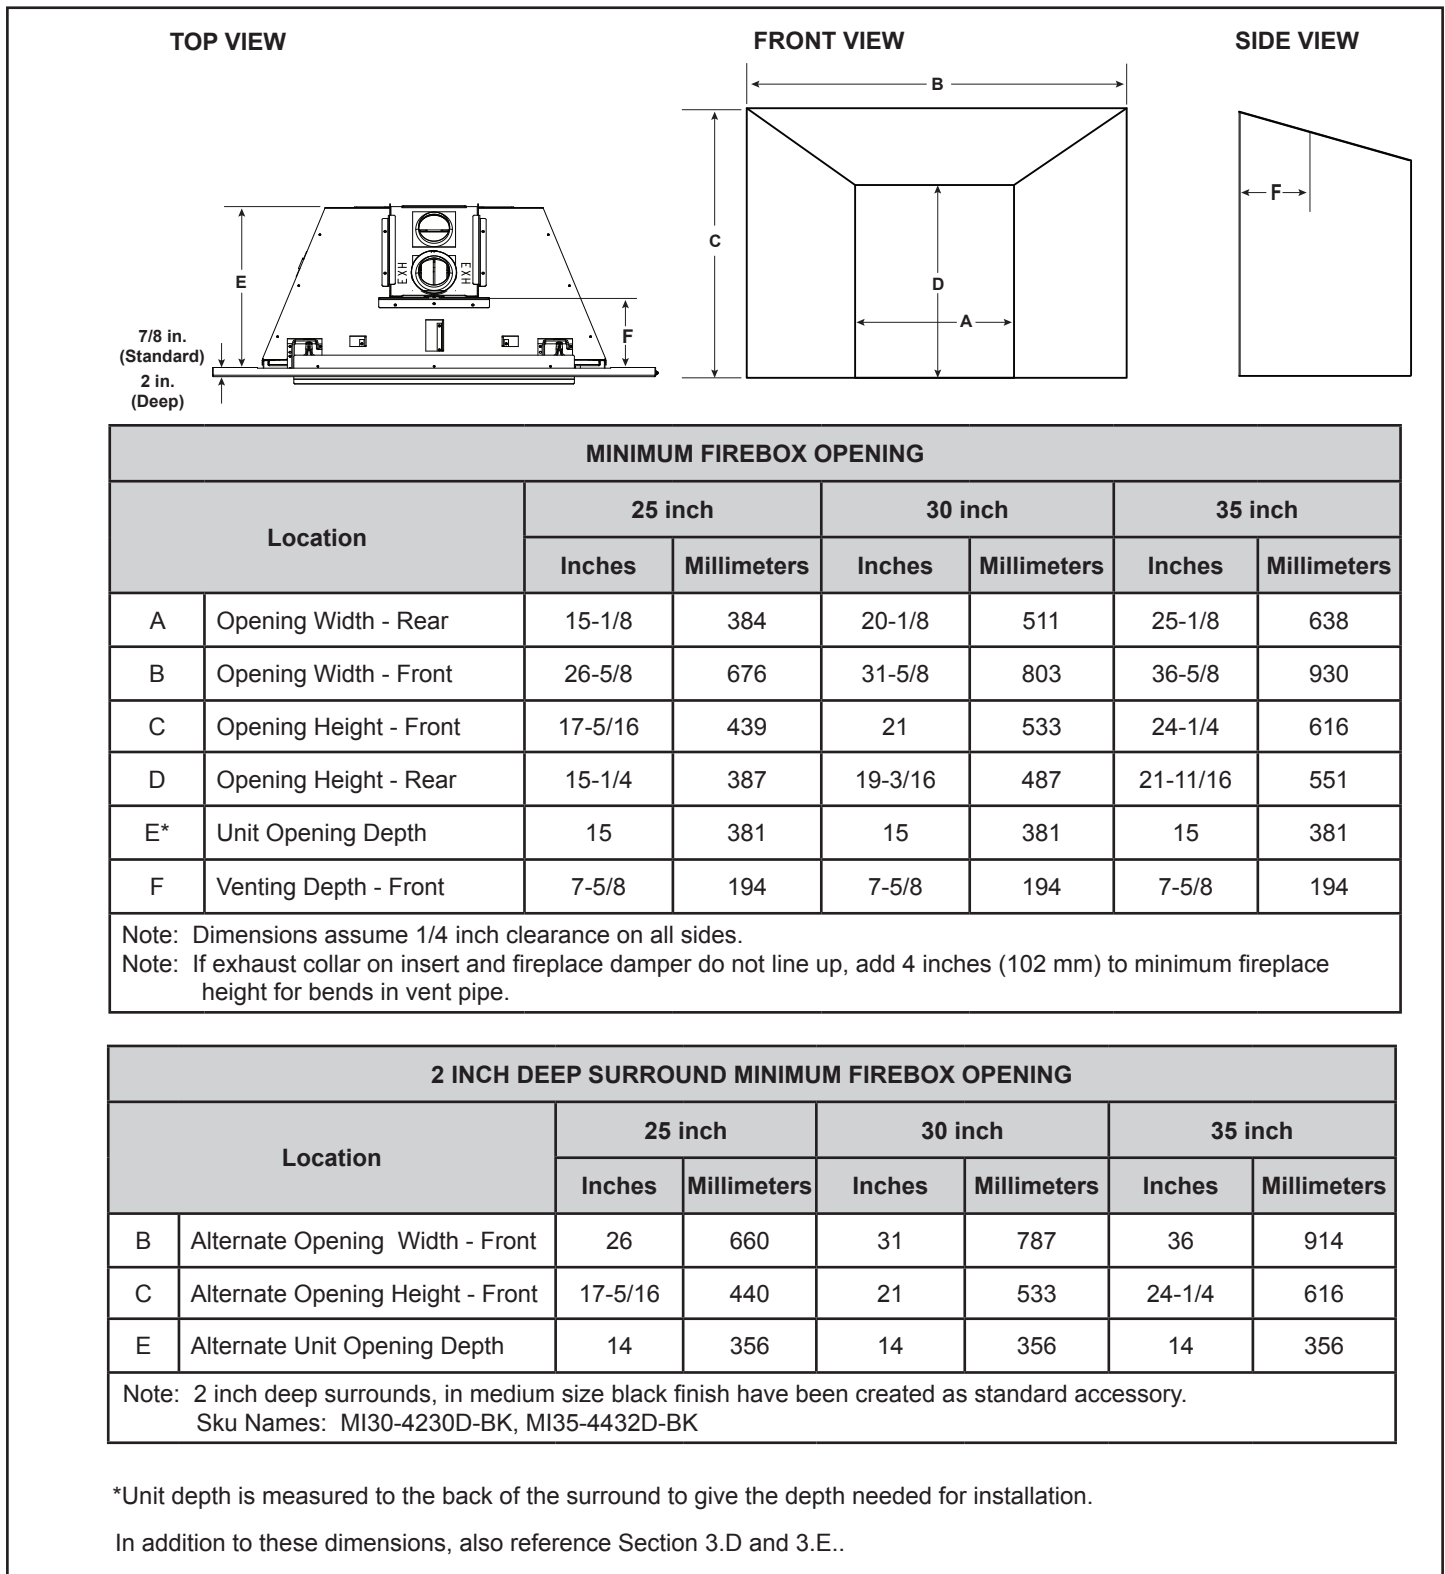 TOP VIEW
FRONT VIEW
SIDE VIEW
B
C
D
A
F
E
EXH
EXH
F
7/8 in.
(Standard)
2 in.
(Deep)
MINIMUM FIREBOX OPENING
Location 25 inch 30 inch 35 inch
Inches Millimeters Inches Millimeters Inches Millimeters
A Opening Width - Rear 15-1/8 384 20-1/8 511 25-1/8 638
B Opening Width - Front 26-5/8 676 31-5/8 803 36-5/8 930
C Opening Height - Front 17-5/16 439 21 533 24-1/4 616
D Opening Height - Rear 15-1/4 387 19-3/16 487 21-11/16 551
E* Unit Opening Depth 15 381 15 381 15 381
F Venting Depth - Front 7-5/8 194 7-5/8 194 7-5/8 194
Note: Dimensions assume 1/4 inch clearance on all sides.
Note: If exhaust collar on insert and fireplace damper do not line up, add 4 inches (102 mm) to minimum fireplace
height for bends in vent pipe.
2 INCH DEEP SURROUND MINIMUM FIREBOX OPENING
Location 25 inch 30 inch 35 inch
Inches Millimeters Inches Millimeters Inches Millimeters
B Alternate Opening Width - Front 26 660 31 787 36 914
C Alternate Opening Height - Front 17-5/16 440 21 533 24-1/4 616
E Alternate Unit Opening Depth 14 356 14 356 14 356
Note: 2 inch deep surrounds, in medium size black finish have been created as standard accessory.
Sku Names: MI30-4230D-BK, MI35-4432D-BK
*Unit depth is measured to the back of the surround to give the depth needed for installation.
In addition to these dimensions, also reference Section 3.D and 3.E..